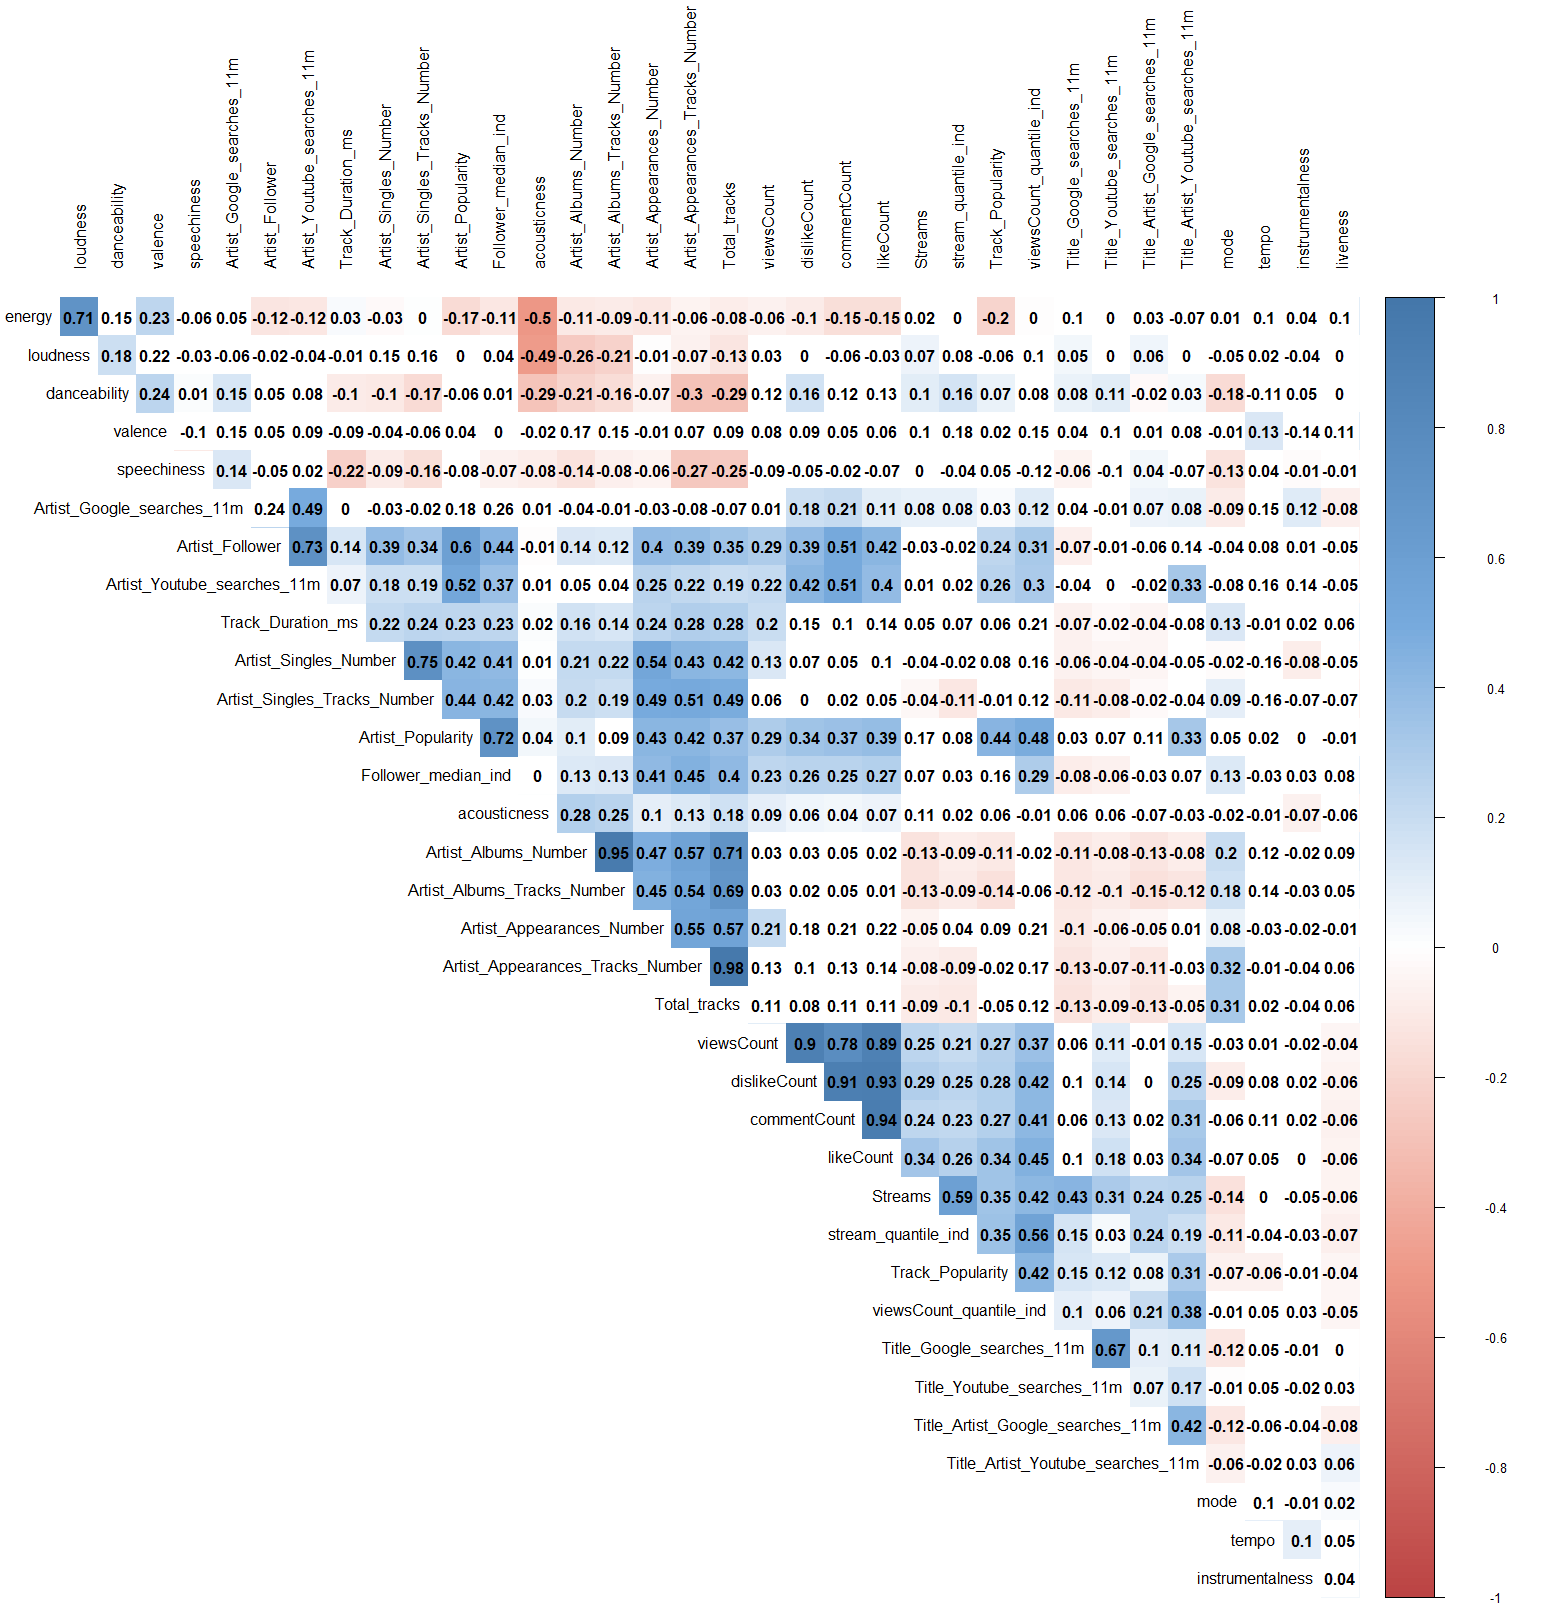 loudness
danceability
valence
speechiness
Artist_Google_searches_11m
Artist_Follower
Artist_Youtube_searches_11m
Track_Duration_ms
Artist_Singles_Number
Artist_Singles_Tracks_Number
Artist_Popularity
Follower_median_ind
acousticness
Artist_Albums_Number
Artist_Albums_Tracks_Number
Artist_Appearances_Number
Artist_Appearances_Tracks_Number
Total_tracks
viewsCount
dislikeCount
commentCount
likeCount
Streams
stream_quantile_ind
Track_Popularity
viewsCount_quantile_ind
Title_Google_searches_11m
Title_Youtube_searches_11m
Title_Artist_Google_searches_11m
Title_Artist_Youtube_searches_11m
mode
tempo
instrumentalness
liveness
energy 0.71 0.15 0.23 -0.06 0.05 -0.12 -0.12 0.03 -0.03 0 -0.17 -0.11 -0.5 -0.11 -0.09 -0.11 -0.06 -0.08 -0.06 -0.1 -0.15 -0.15 0.02 0 -0.2 0 0.1 0 0.03 -0.07 0.01 0.1 0.04 0.1
loudness 0.18 0.22 -0.03 -0.06 -0.02 -0.04 -0.01 0.15 0.16 0 0.04 -0.49 -0.26 -0.21 -0.01 -0.07 -0.13 0.03 0 -0.06 -0.03 0.07 0.08 -0.06 0.1 0.05 0 0.06 0 -0.05 0.02 -0.04 0
danceability 0.24 0.01 0.15 0.05 0.08 -0.1 -0.1 -0.17 -0.06 0.01 -0.29 -0.21 -0.16 -0.07 -0.3 -0.29 0.12 0.16 0.12 0.13 0.1 0.16 0.07 0.08 0.08 0.11 -0.02 0.03 -0.18 -0.11 0.05 0
valence -0.1 0.15 0.05 0.09 -0.09 -0.04 -0.06 0.04 0 -0.02 0.17 0.15 -0.01 0.07 0.09 0.08 0.09 0.05 0.06 0.1 0.18 0.02 0.15 0.04 0.1 0.01 0.08 -0.01 0.13 -0.14 0.11
speechiness 0.14 -0.05 0.02 -0.22 -0.09 -0.16 -0.08 -0.07 -0.08 -0.14 -0.08 -0.06 -0.27 -0.25 -0.09 -0.05 -0.02 -0.07 0 -0.04 0.05 -0.12 -0.06 -0.1 0.04 -0.07 -0.13 0.04 -0.01 -0.01
Artist_Google_searches_11m 0.24 0.49 0 -0.03 -0.02 0.18 0.26 0.01 -0.04 -0.01 -0.03 -0.08 -0.07 0.01 0.18 0.21 0.11 0.08 0.08 0.03 0.12 0.04 -0.01 0.07 0.08 -0.09 0.15 0.12 -0.08
Artist_Follower 0.73 0.14 0.39 0.34 0.6 0.44 -0.01 0.14 0.12 0.4 0.39 0.35 0.29 0.39 0.51 0.42 -0.03 -0.02 0.24 0.31 -0.07 -0.01 -0.06 0.14 -0.04 0.08 0.01 -0.05
Artist_Youtube_searches_11m 0.07 0.18 0.19 0.52 0.37 0.01 0.05 0.04 0.25 0.22 0.19 0.22 0.42 0.51 0.4 0.01 0.02 0.26 0.3 -0.04 0 -0.02 0.33 -0.08 0.16 0.14 -0.05
Track_Duration_ms 0.22 0.24 0.23 0.23 0.02 0.16 0.14 0.24 0.28 0.28 0.2 0.15 0.1 0.14 0.05 0.07 0.06 0.21 -0.07 -0.02 -0.04 -0.08 0.13 -0.01 0.02 0.06
Artist_Singles_Number 0.75 0.42 0.41 0.01 0.21 0.22 0.54 0.43 0.42 0.13 0.07 0.05 0.1 -0.04 -0.02 0.08 0.16 -0.06 -0.04 -0.04 -0.05 -0.02 -0.16 -0.08 -0.05
Artist_Singles_Tracks_Number 0.44 0.42 0.03 0.2 0.19 0.49 0.51 0.49 0.06 0 0.02 0.05 -0.04 -0.11 -0.01 0.12 -0.11 -0.08 -0.02 -0.04 0.09 -0.16 -0.07 -0.07
Artist_Popularity 0.72 0.04 0.1 0.09 0.43 0.42 0.37 0.29 0.34 0.37 0.39 0.17 0.08 0.44 0.48 0.03 0.07 0.11 0.33 0.05 0.02 0 -0.01
Follower_median_ind 0 0.13 0.13 0.41 0.45 0.4 0.23 0.26 0.25 0.27 0.07 0.03 0.16 0.29 -0.08 -0.06 -0.03 0.07 0.13 -0.03 0.03 0.08
acousticness 0.28 0.25 0.1 0.13 0.18 0.09 0.06 0.04 0.07 0.11 0.02 0.06 -0.01 0.06 0.06 -0.07 -0.03 -0.02 -0.01 -0.07 -0.06
Artist_Albums_Number 0.95 0.47 0.57 0.71 0.03 0.03 0.05 0.02 -0.13 -0.09 -0.11 -0.02 -0.11 -0.08 -0.13 -0.08 0.2 0.12 -0.02 0.09
Artist_Albums_Tracks_Number 0.45 0.54 0.69 0.03 0.02 0.05 0.01 -0.13 -0.09 -0.14 -0.06 -0.12 -0.1 -0.15 -0.12 0.18 0.14 -0.03 0.05
Artist_Appearances_Number 0.55 0.57 0.21 0.18 0.21 0.22 -0.05 0.04 0.09 0.21 -0.1 -0.06 -0.05 0.01 0.08 -0.03 -0.02 -0.01
Artist_Appearances_Tracks_Number 0.98 0.13 0.1 0.13 0.14 -0.08 -0.09 -0.02 0.17 -0.13 -0.07 -0.11 -0.03 0.32 -0.01 -0.04 0.06
Total_tracks 0.11 0.08 0.11 0.11 -0.09 -0.1 -0.05 0.12 -0.13 -0.09 -0.13 -0.05 0.31 0.02 -0.04 0.06
viewsCount 0.9 0.78 0.89 0.25 0.21 0.27 0.37 0.06 0.11 -0.01 0.15 -0.03 0.01 -0.02 -0.04
dislikeCount 0.91 0.93 0.29 0.25 0.28 0.42 0.1 0.14 0 0.25 -0.09 0.08 0.02 -0.06
commentCount 0.94 0.24 0.23 0.27 0.41 0.06 0.13 0.02 0.31 -0.06 0.11 0.02 -0.06
likeCount 0.34 0.26 0.34 0.45 0.1 0.18 0.03 0.34 -0.07 0.05 0 -0.06
Streams 0.59 0.35 0.42 0.43 0.31 0.24 0.25 -0.14 0 -0.05 -0.06
stream_quantile_ind 0.35 0.56 0.15 0.03 0.24 0.19 -0.11 -0.04 -0.03 -0.07
Track_Popularity 0.42 0.15 0.12 0.08 0.31 -0.07 -0.06 -0.01 -0.04
viewsCount_quantile_ind 0.1 0.06 0.21 0.38 -0.01 0.05 0.03 -0.05
Title_Google_searches_11m 0.67 0.1 0.11 -0.12 0.05 -0.01 0
Title_Youtube_searches_11m 0.07 0.17 -0.01 0.05 -0.02 0.03
Title_Artist_Google_searches_11m 0.42 -0.12 -0.06 -0.04 -0.08
Title_Artist_Youtube_searches_11m -0.06 -0.02 0.03 0.06
mode 0.1 -0.01 0.02
tempo 0.1 0.05
instrumentalness 0.04
1
0.8
0.6
0.4
0.2
0
-0.2
-0.4
-0.6
-0.8
-1